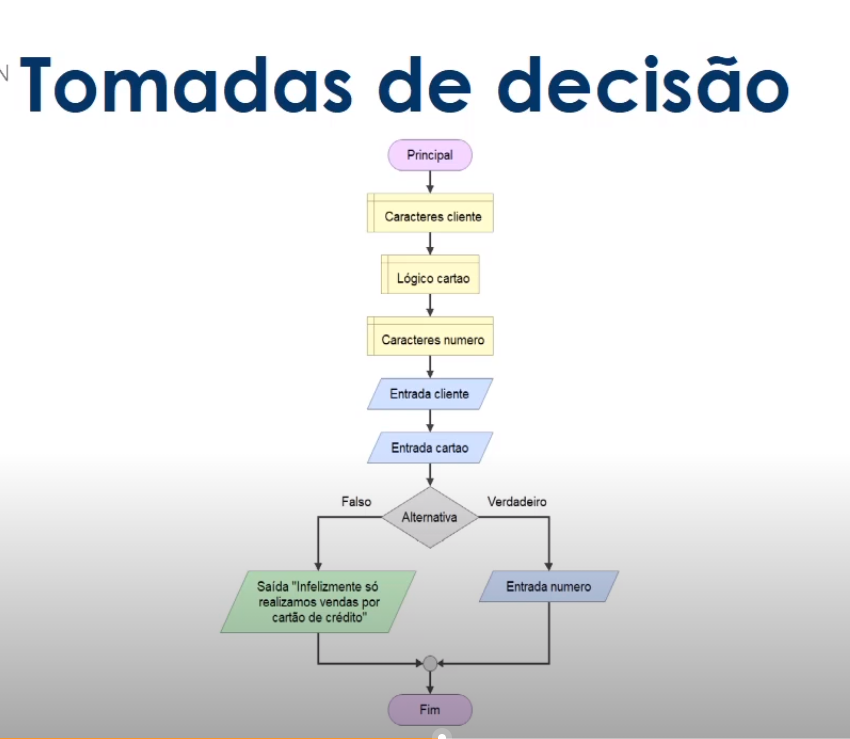 N
Tomadas de decisão
Principal
Caracteres cliente
Lógico cartao
Caracteres numero
Entrada cliente
Entrada cartao
Falso
Alternativa
Verdadeiro
Saída "Infelizmente só
realizamos vendas por
cartão de crédito"
Entrada numero
Fim